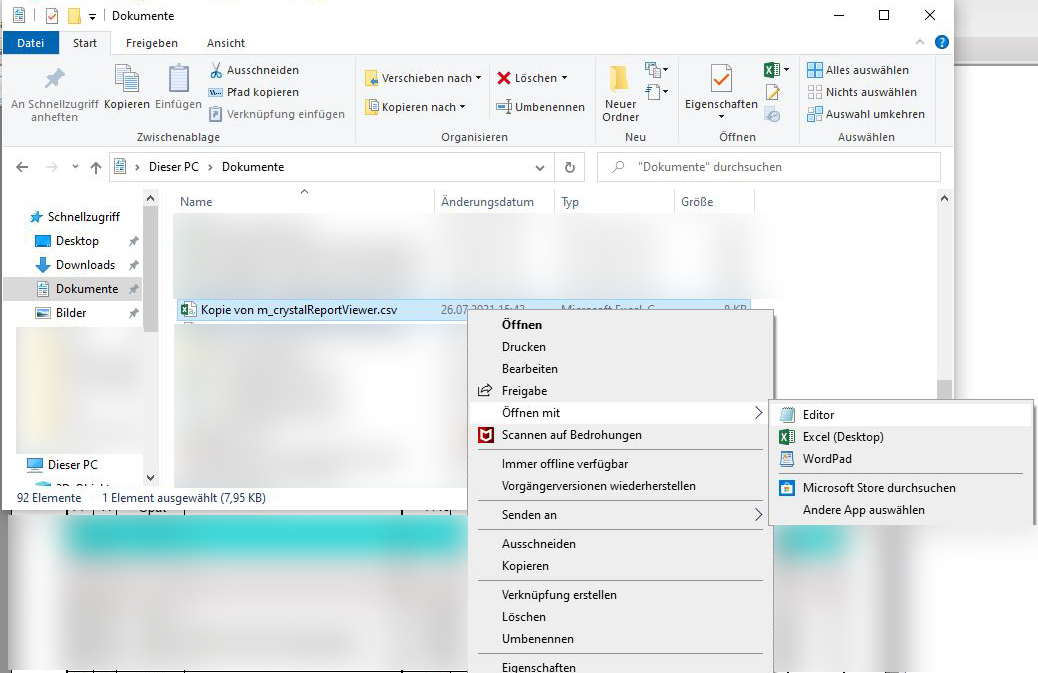 Dokumente
Datei Start Freigeben Ansicht
An Schnellzugriff anheften
Kopieren
Einfügen
Ausschneiden
Pfad kopieren
Verknüpfung einfügen
Zwischenablage
Verschieben nach
Kopieren nach
Löschen
Umbenennen
Organisieren
Neuer Ordner
Neu
Eigenschaften
Öffnen
Alles auswählen
Nichts auswählen
Auswahl umkehren
Auswählen
Dieser PC > Dokumente
"Dokumente" durchsuchen
Schnellzugriff
Desktop
Downloads
Dokumente
Bilder
Dieser PC
Name Änderungsdatum Typ Größe
Kopie von m_crystalReportViewer.csv 26.07.2021 15:42 Microsoft Excel-C 8 KB
92 Elemente 1 Element ausgewählt (7,95 KB)
Öffnen
Drucken
Bearbeiten
Freigabe
Öffnen mit
Scannen auf Bedrohungen
Immer offline verfügbar
Vorgängerversionen wiederherstellen
Senden an
Ausschneiden
Kopieren
Verknüpfung erstellen
Löschen
Umbenennen
Eigenschaften
Editor
Excel (Desktop)
WordPad
Microsoft Store durchsuchen
Andere App auswählen